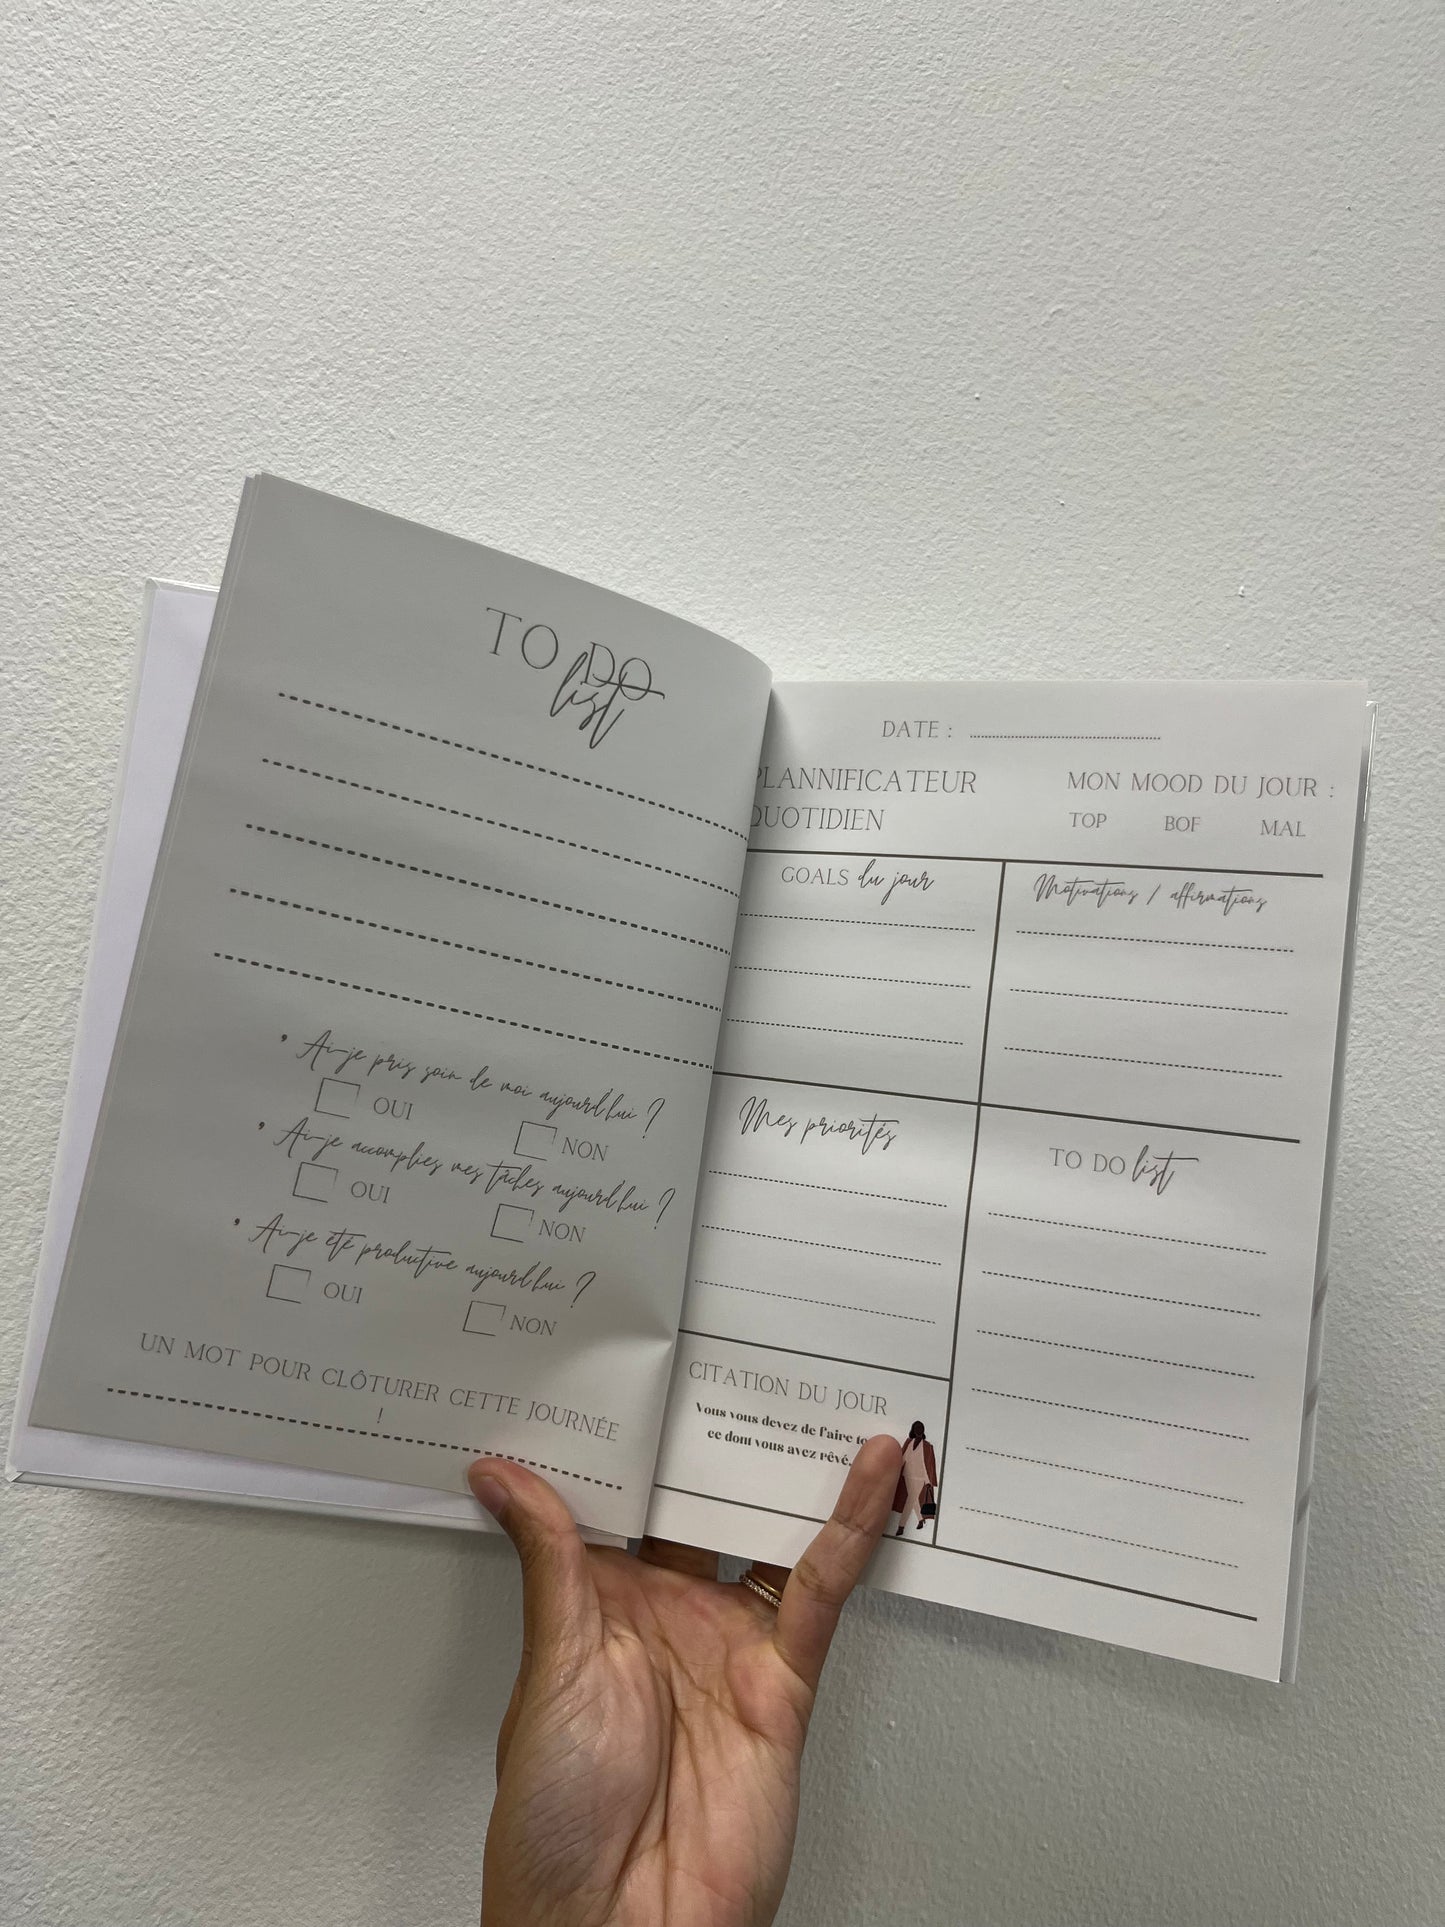 TO DO
list
• Ai-je pris soin de moi aujourd'hui ?
OUI NON
• Ai-je accomplies mes tâches aujourd'hui ?
OUI NON
• Ai-je été productive aujourd'hui ?
OUI NON
UN MOT POUR CLÔTURER CETTE JOURNÉE
!
DATE :
PLANNIFICATEUR
QUOTIDIEN
MON MOOD DU JOUR :
TOP BOF MAL
GOALS du jour
Motivations / affirmations
Mes priorités
TO DO list
CITATION DU JOUR
Vous vous devez de faire
ce dont vous avez rêvé.